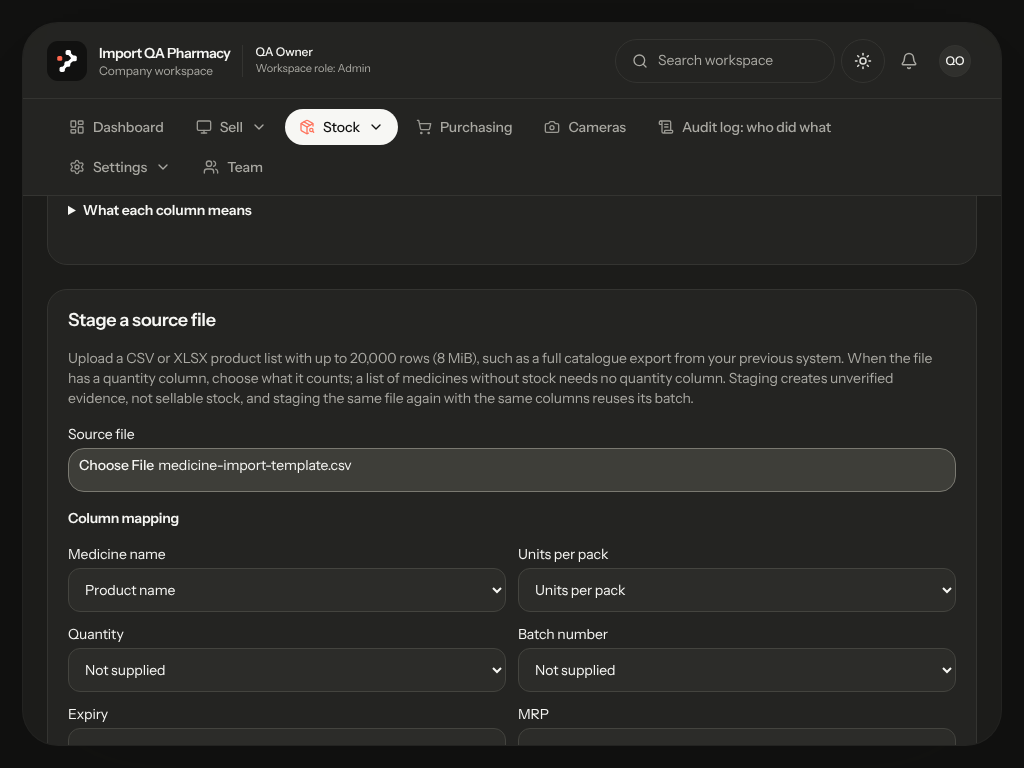 Import QA Pharmacy
Company workspace
QA Owner
Workspace role: Admin
Search workspace
QO
Dashboard
Sell
Stock
Purchasing
Cameras
Audit log: who did what
Settings
Team
What each column means
Stage a source file
Upload a CSV or XLSX product list with up to 20,000 rows (8 MiB), such as a full catalogue export from your previous system. When the file
has a quantity column, choose what it counts; a list of medicines without stock needs no quantity column. Staging creates unverified
evidence, not sellable stock, and staging the same file again with the same columns reuses its batch.
Source file
Choose File medicine-import-template.csv
Column mapping
Medicine name
Units per pack
Product name
Units per pack
Quantity
Batch number
Not supplied
Not supplied
Expiry
MRP